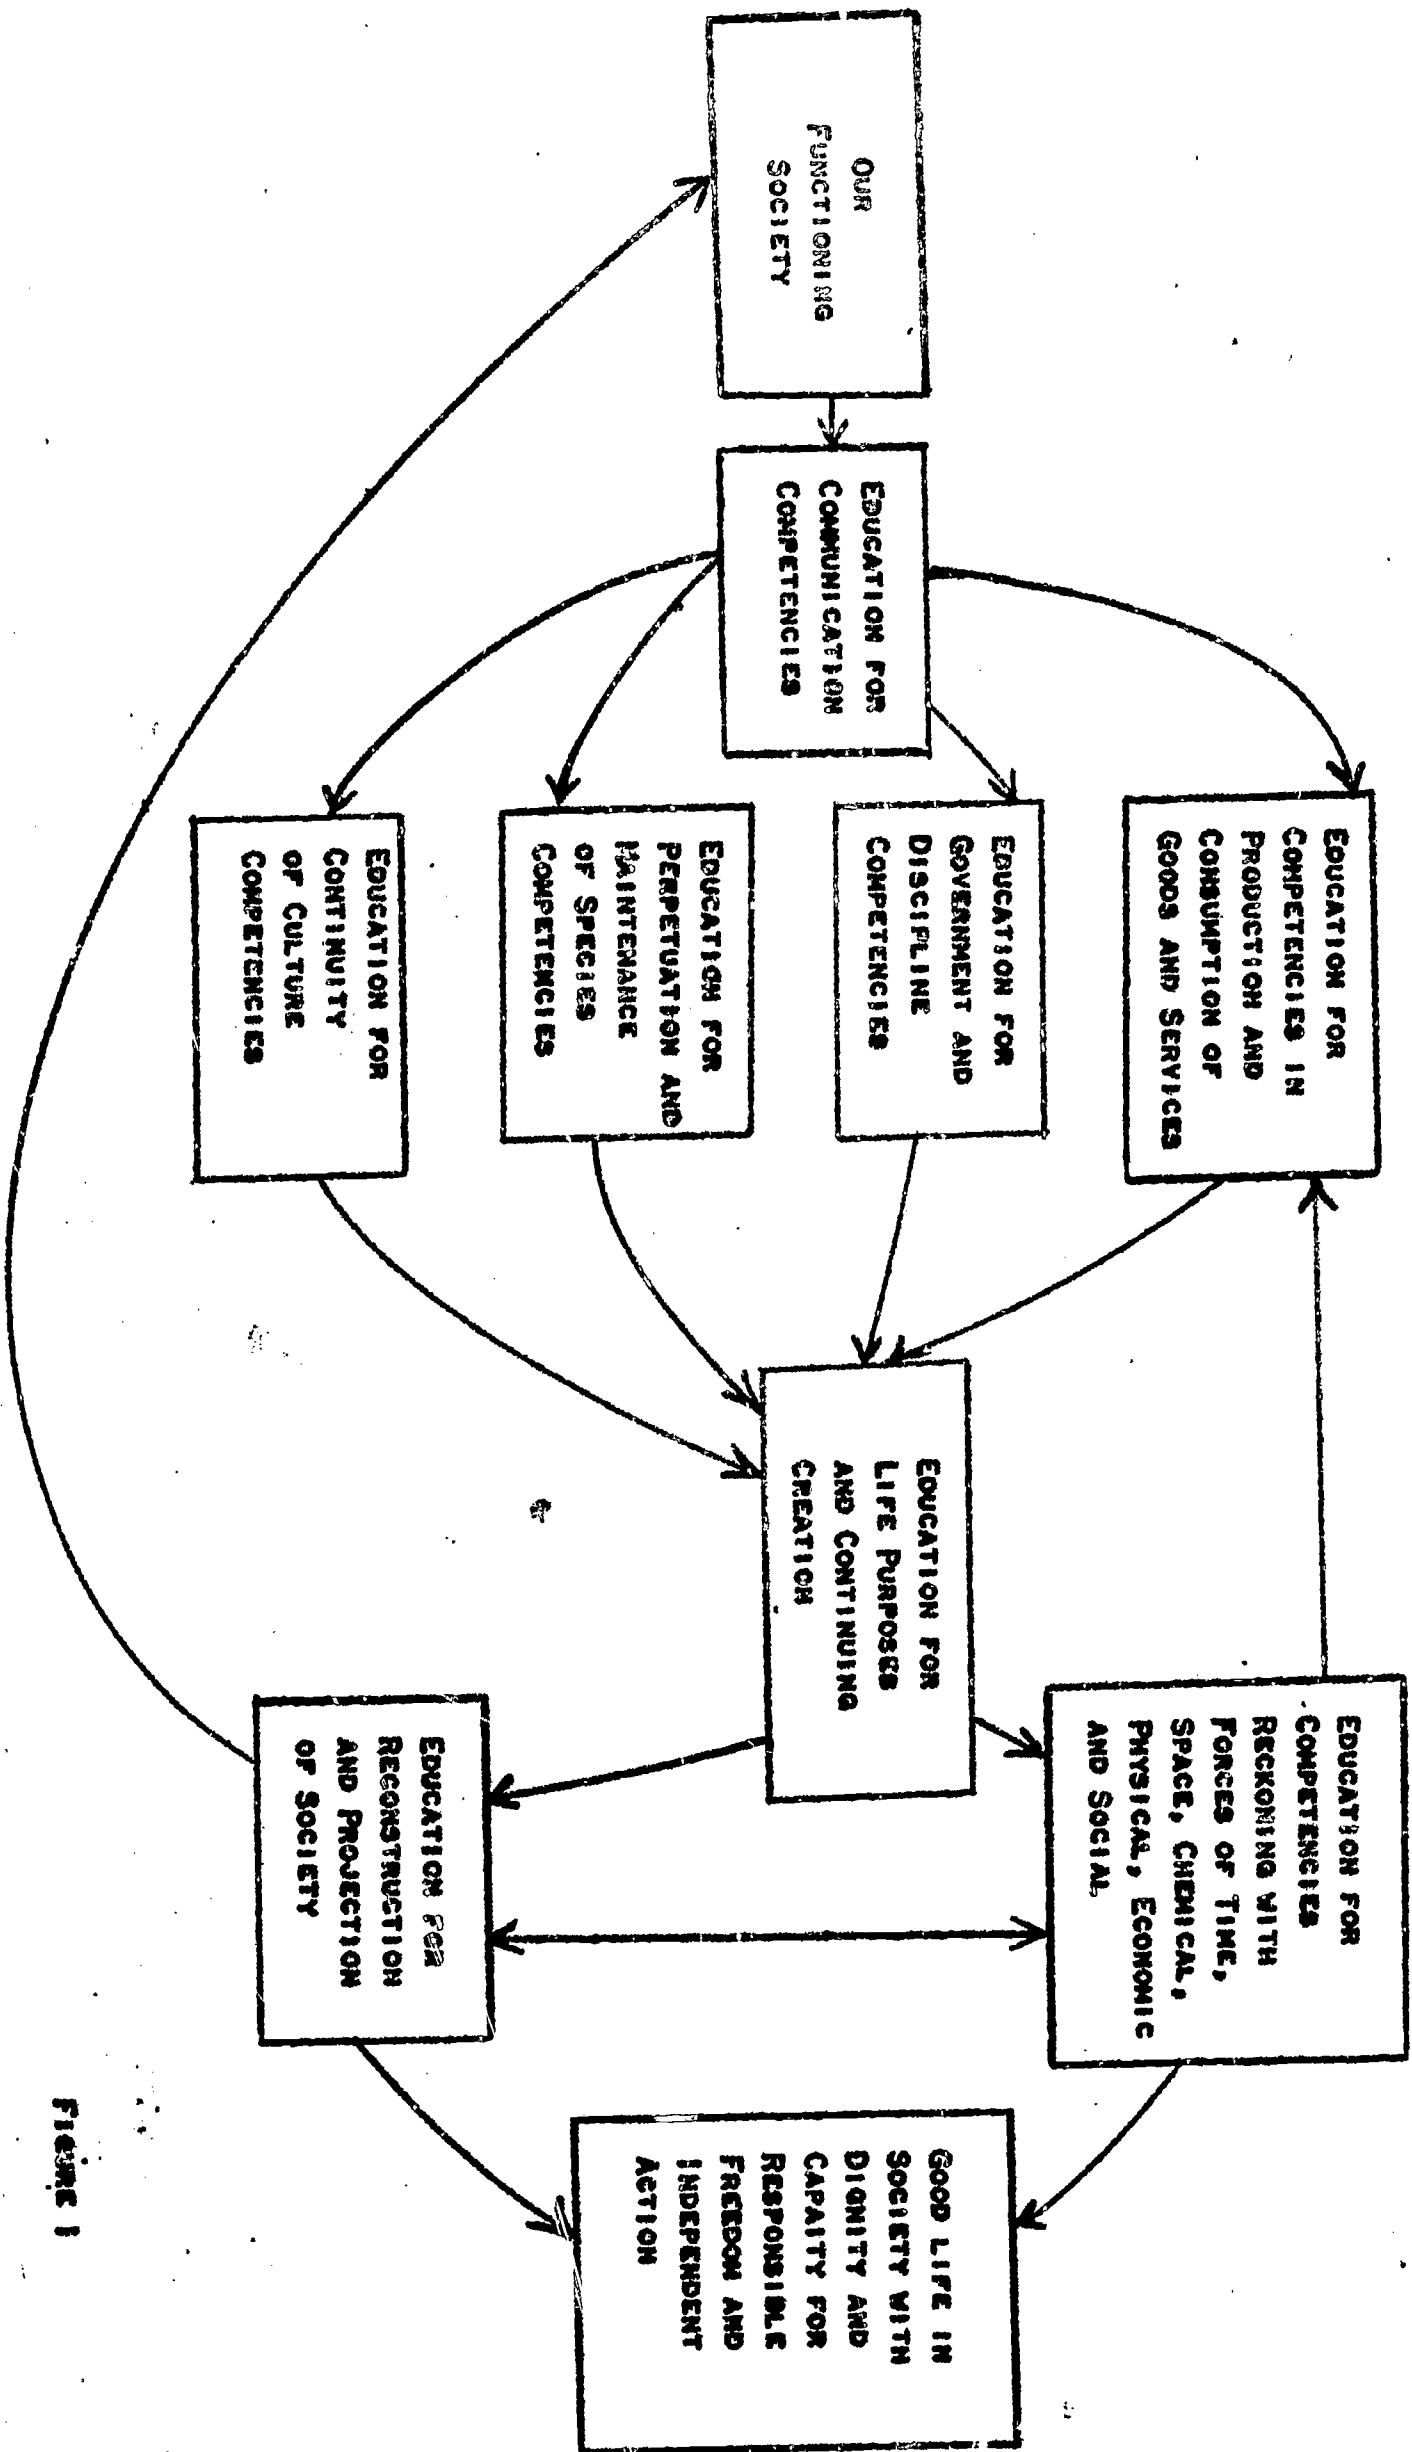 OUR
FUNCTIONING
SOCIETY
EDUCATION FOR
COMMUNICATION
COMPETENCIES
EDUCATION FOR
COMPETENCIES IN
PRODUCTION AND
CONSUMPTION OF
GOODS AND SERVICES
EDUCATION FOR
GOVERNMENT AND
DISCIPLINE
COMPETENCIES
EDUCATION FOR
PERPETUATION AND
MAINTENANCE
OF SPECIES
COMPETENCIES
EDUCATION FOR
CONTINUITY
OF CULTURE
COMPETENCIES
EDUCATION FOR
LIFE PURPOSES
AND CONTINUING
CREATION
EDUCATION FOR
COMPETENCIES
RECKONING WITH
FORCES OF TIME,
SPACE, CHEMICAL,
PHYSICAL, ECONOMIC
AND SOCIAL
EDUCATION FOR
RECONSTRUCTION
AND PROJECTION
OF SOCIETY
GOOD LIFE IN
SOCIETY WITH
DIGNITY AND
CAPAITY FOR
RESPONSIBLE
FREEDOM AND
INDEPENDENT
ACTION
FIGURE 1